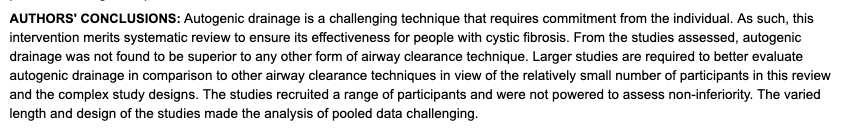 AUTHORS' CONCLUSIONS: Autogenic drainage is a challenging technique that requires commitment from the individual. As such, this
intervention merits systematic review to ensure its effectiveness for people with cystic fibrosis. From the studies assessed, autogenic
drainage was not found to be superior to any other form of airway clearance technique. Larger studies are required to better evaluate
autogenic drainage in comparison to other airway clearance techniques in view of the relatively small number of participants in this review
and the complex study designs. The studies recruited a range of participants and were not powered to assess non-inferiority. The varied
length and design of the studies made the analysis of pooled data challenging.